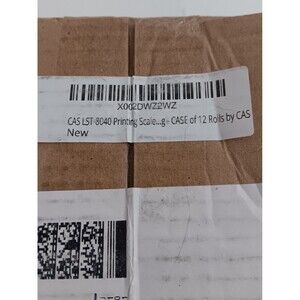 X002DWZ2WZ
CAS LST-8040 Printing Scale...g - CASE of 12 Rolls by CAS
New